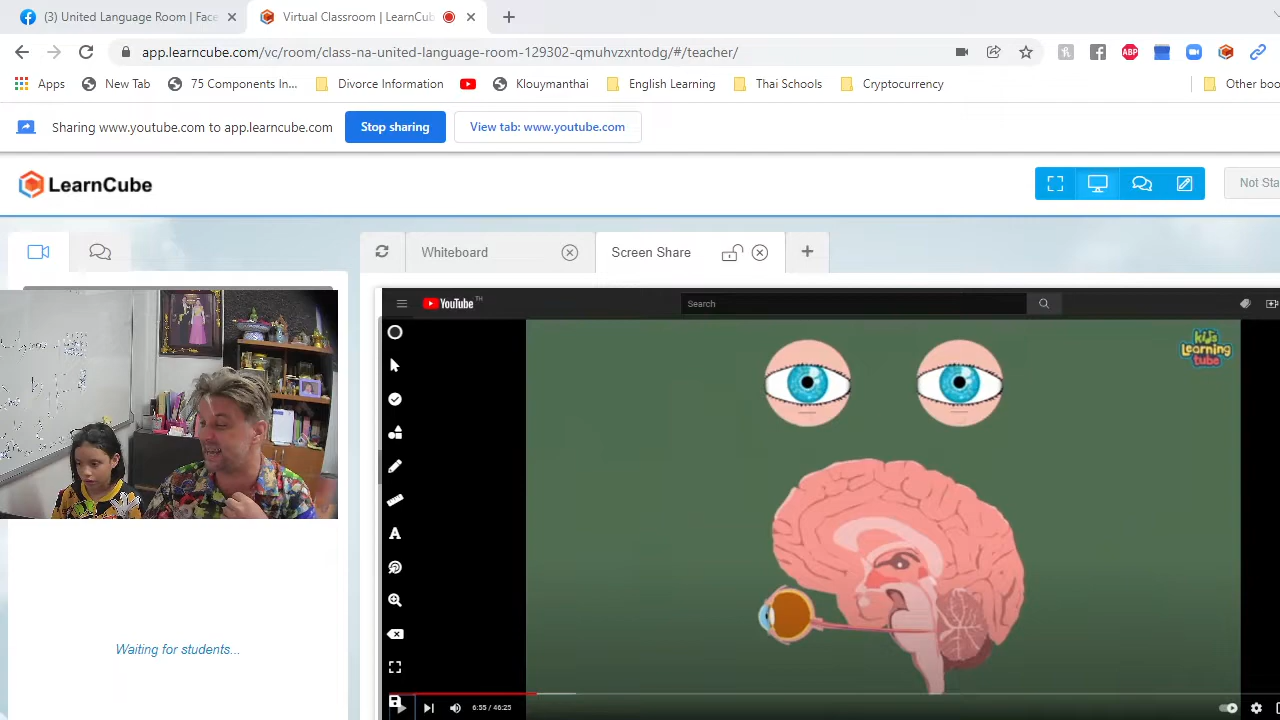 (3) United Language Room | Face
Virtual Classroom | LearnCube
app.learncube.com/vc/room/class-na-united-language-room-129302-qmuhvzxntodg/#/teacher/
ABP
Apps
New Tab
75 Components In...
Divorce Information
Klouymanthai
English Learning
Thai Schools
Cryptocurrency
Other boo
Sharing www.youtube.com to app.learncube.com
Stop sharing
View tab: www.youtube.com
LearnCube
Not Sta
Whiteboard
Screen Share
YouTube TH
Search
kids
Learning
tube
A
Waiting for students...
6:55 / 46:25